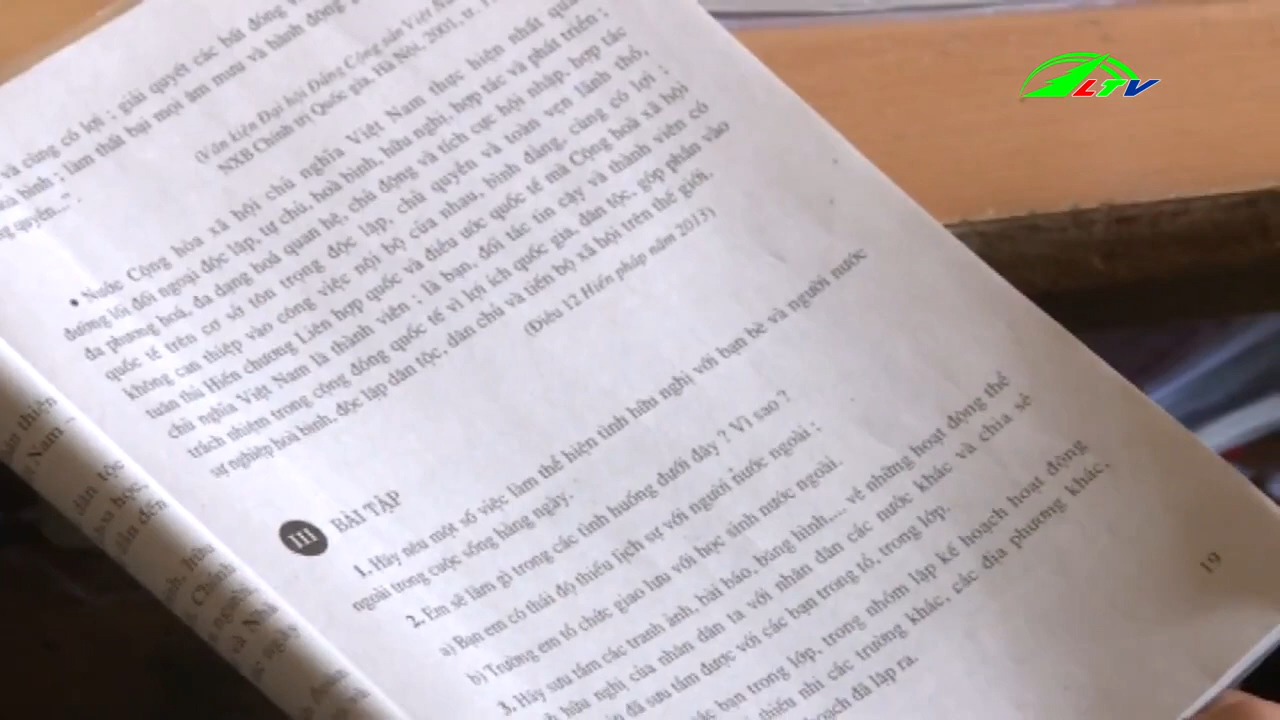 và cùng có lợi ; giải quyết các bất đồng
hoà bình ; làm thất bại mọi âm mưu và hành động
quyền...".
(Văn kiện Đại hội Đảng Cộng sản Việt Nam
NXB Chính trị Quốc gia, Hà Nội, 2001, tr.
• Nước Cộng hòa xã hội chủ nghĩa Việt Nam thực hiện nhất quán
đường lối đối ngoại độc lập, tự chủ, hoà bình, hữu nghị, hợp tác và phát triển ;
đa phương hoá, đa dạng hoá quan hệ, chủ động và tích cực hội nhập, hợp tác
quốc tế trên cơ sở tôn trọng độc lập, chủ quyền và toàn vẹn lãnh thổ,
không can thiệp vào công việc nội bộ của nhau, bình đẳng, cùng có lợi ;
tuân thủ Hiến chương Liên hợp quốc và điều ước quốc tế mà Cộng hoà xã hội
chủ nghĩa Việt Nam là thành viên ; là bạn, đối tác tin cậy và thành viên có
trách nhiệm trong cộng đồng quốc tế vì lợi ích quốc gia, dân tộc, góp phần vào
sự nghiệp hoà bình, độc lập dân tộc, dân chủ và tiến bộ xã hội trên thế giới.
(Điều 12 Hiến pháp năm 2013)
III BÀI TẬP
1. Hãy nêu một số việc làm thể hiện tình hữu nghị với bạn bè và người nước
ngoài trong cuộc sống hàng ngày.
2. Em sẽ làm gì trong các tình huống dưới đây ? Vì sao ?
a) Bạn em có thái độ thiếu lịch sự với người nước ngoài ;
b) Trường em tổ chức giao lưu với học sinh nước ngoài.
3. Hãy sưu tầm các tranh ảnh, bài báo, băng hình,... về những hoạt động thể
hữu nghị của nhân dân ta với nhân dân các nước khác và chia sẻ
đã sưu tầm được với các bạn trong tổ, trong lớp.
bạn trong lớp, trong nhóm lập kế hoạch hoạt động
thiếu nhi các trường khác, các địa phương khác,
hoạch đã lập ra.
19
LTV